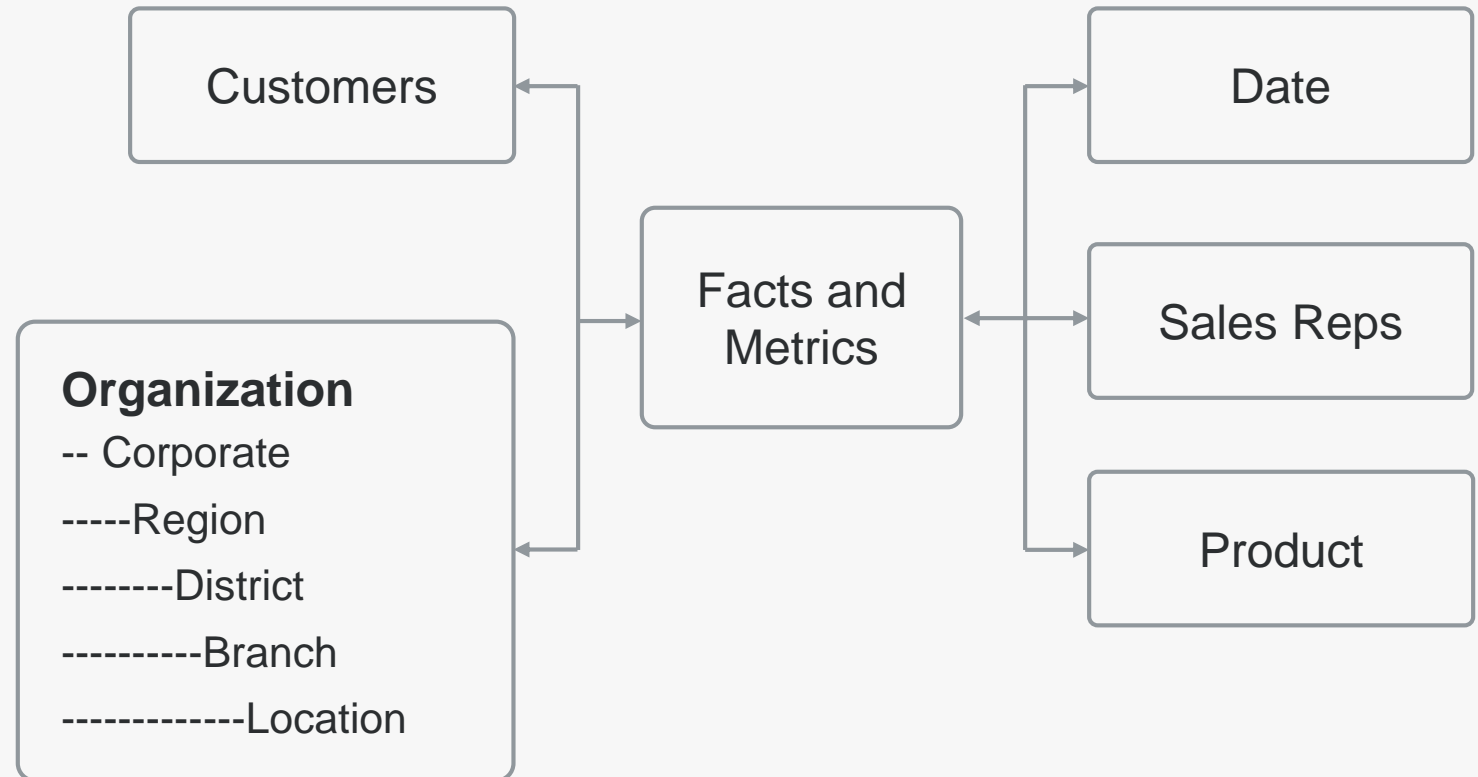 Customers
Date
Facts and
Metrics
Sales Reps
Organization
-- Corporate
-----Region
--------District
----------Branch
-------------Location
Product